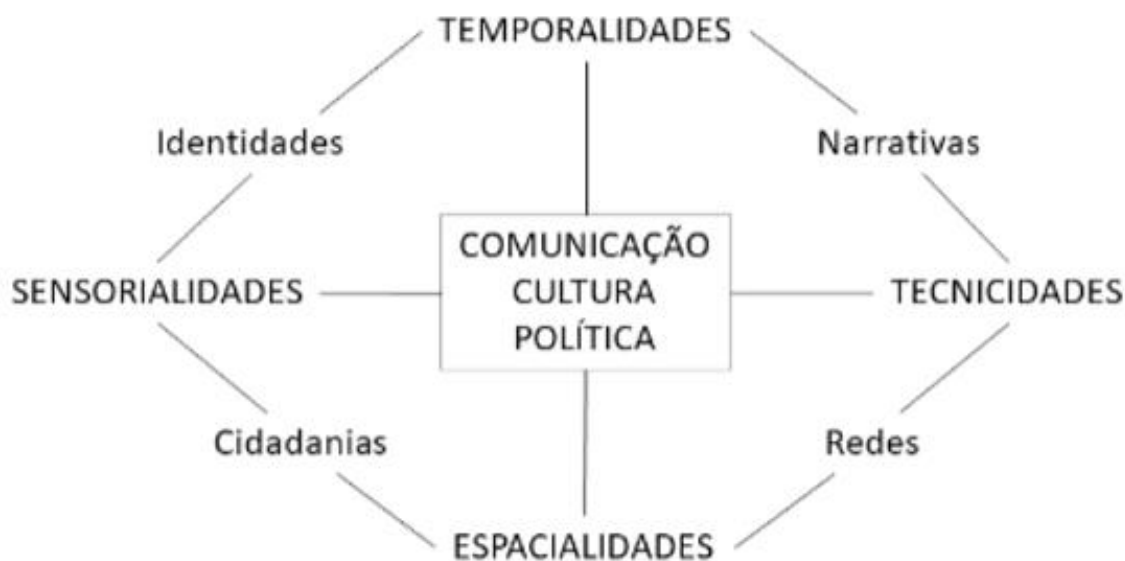 TEMPORALIDADES
Identidades
Narrativas
COMUNICAÇÃO
CULTURA
POLÍTICA
SENSORIALIDADES
TECNICIDADES
Cidadanias
Redes
ESPACIALIDADES